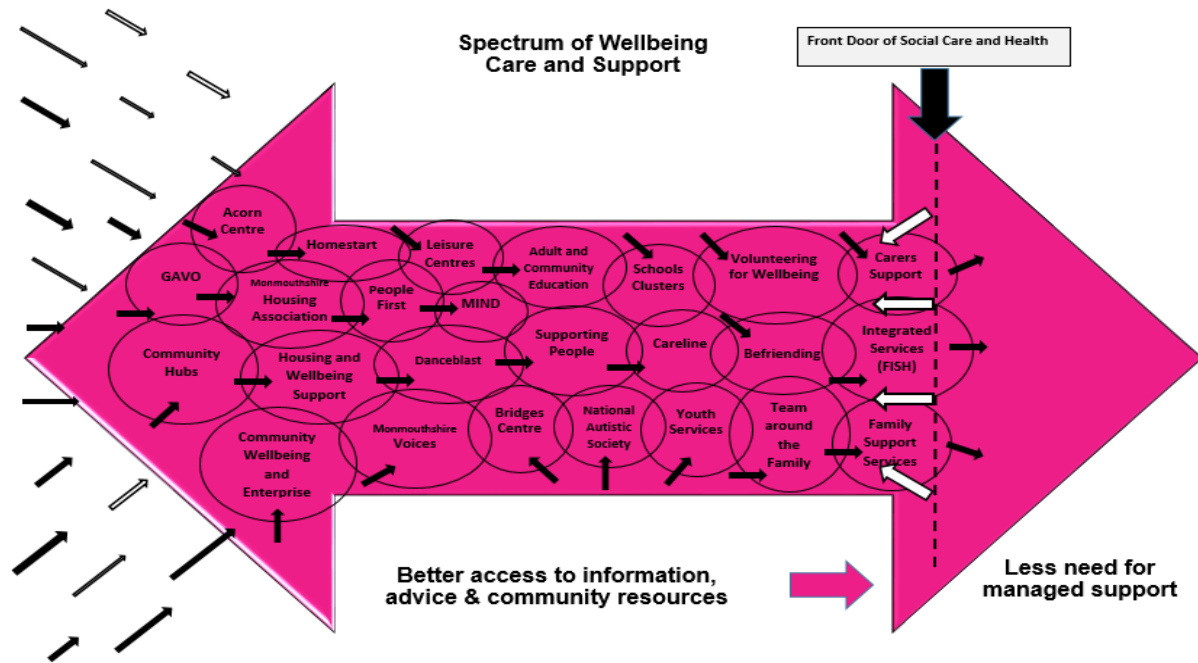 Spectrum of Wellbeing
Care and Support
Front Door of Social Care and Health
Acorn
Centre
Homestart
Leisure
Centres
Adult and
Community
Education
Schools
Clusters
Volunteering
for Wellbeing
Carers
Support
GAVO
Monmouthshire
Housing
Association
People
First
MIND
Supporting
People
Careline
Befriending
Integrated
Services
(FISH)
Community
Hubs
Housing and
Wellbeing
Support
Danceblast
Community
Wellbeing
and
Enterprise
Monmouthshire
Voices
Bridges
Centre
National
Autistic
Society
Youth
Services
Team
around
the
Family
Family
Support
Services
Better access to information,
advice & community resources
Less need for
managed support